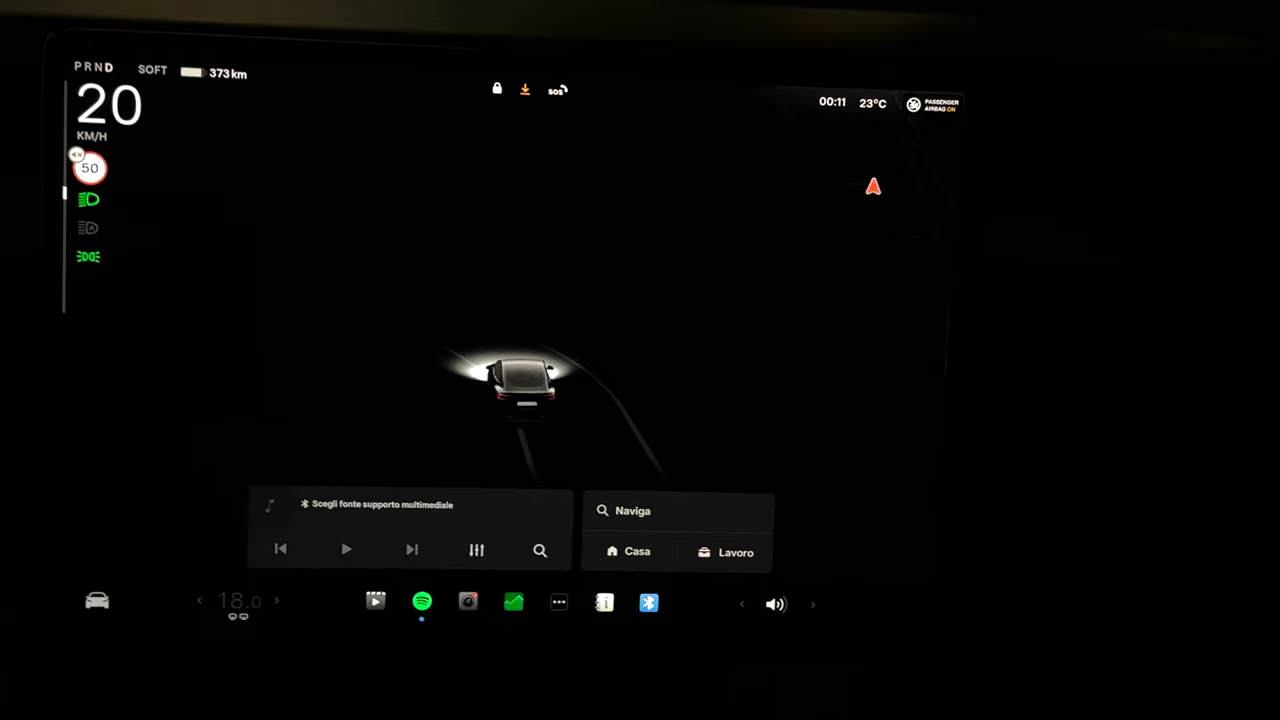 PRND SOFT 373 km
20
KM/H
50
SOS
00:11 23°C PASSENGER
AIRBAG ON
Scegli fonte supporto multimediale
Naviga
Casa Lavoro
18.0